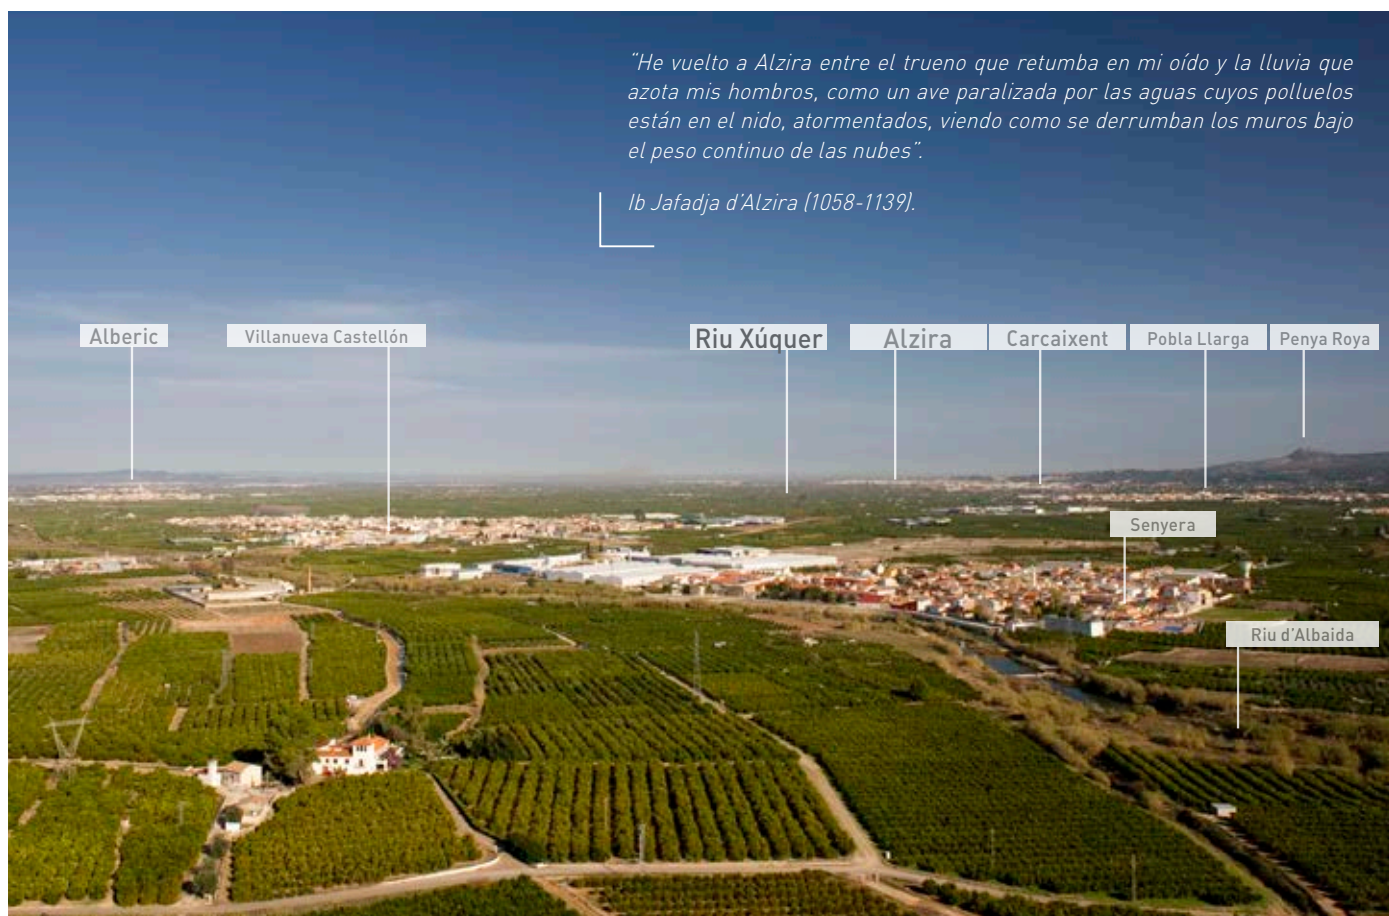 “He vuelto a Alzira entre el trueno que retumba en mi oído y la lluvia que
azota mis hombros, como un ave paralizada por las aguas cuyos polluelos
están en el nido, atormentados, viendo como se derrumban los muros bajo
el peso continuo de las nubes”.
Ib Jafadja d’Alzira (1058-1139).
Alberic
Villanueva Castellón
Riu Xúquer
Alzira
Carcaixent
Pobla Llarga
Penya Roya
Senyera
Riu d’Albaida